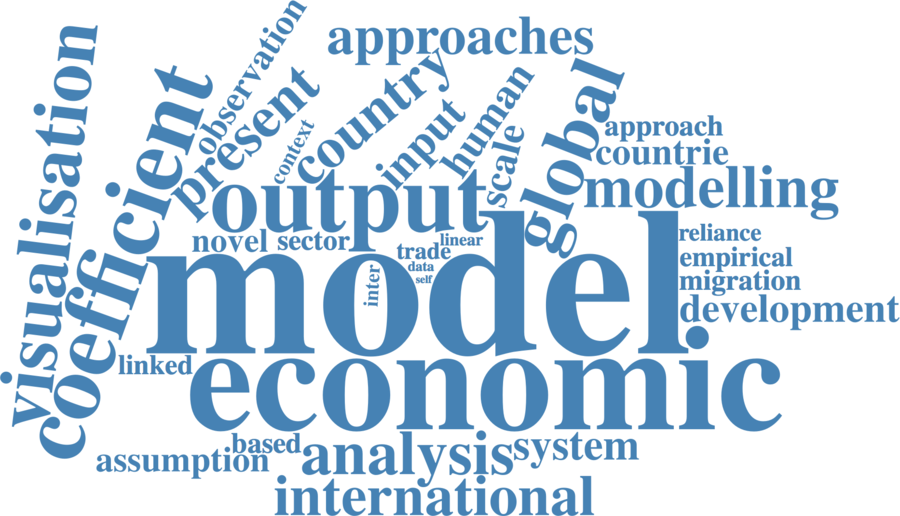 approaches
visualisation
coefficient
observation
present
context
country
input
human
scale
global
approach
countrie
modelling
output
novel
sector
trade
linear
data
self
inter
model
reliance
empirical
migration
development
linked
economic
based
assumption
analysis
system
international